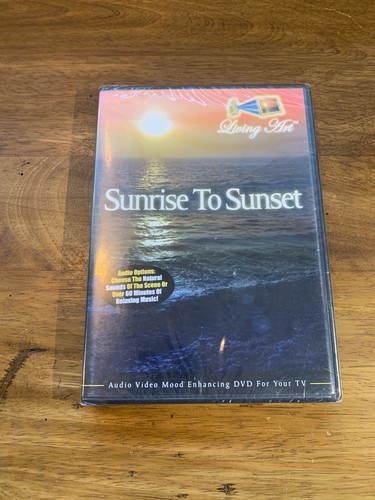 Living Art™
Sunrise To Sunset
Audio Options:
Choose The Natural
Sounds Of The Scene Or
Over 60 Minutes Of
Relaxing Music!
Audio Video Mood Enhancing DVD For Your TV